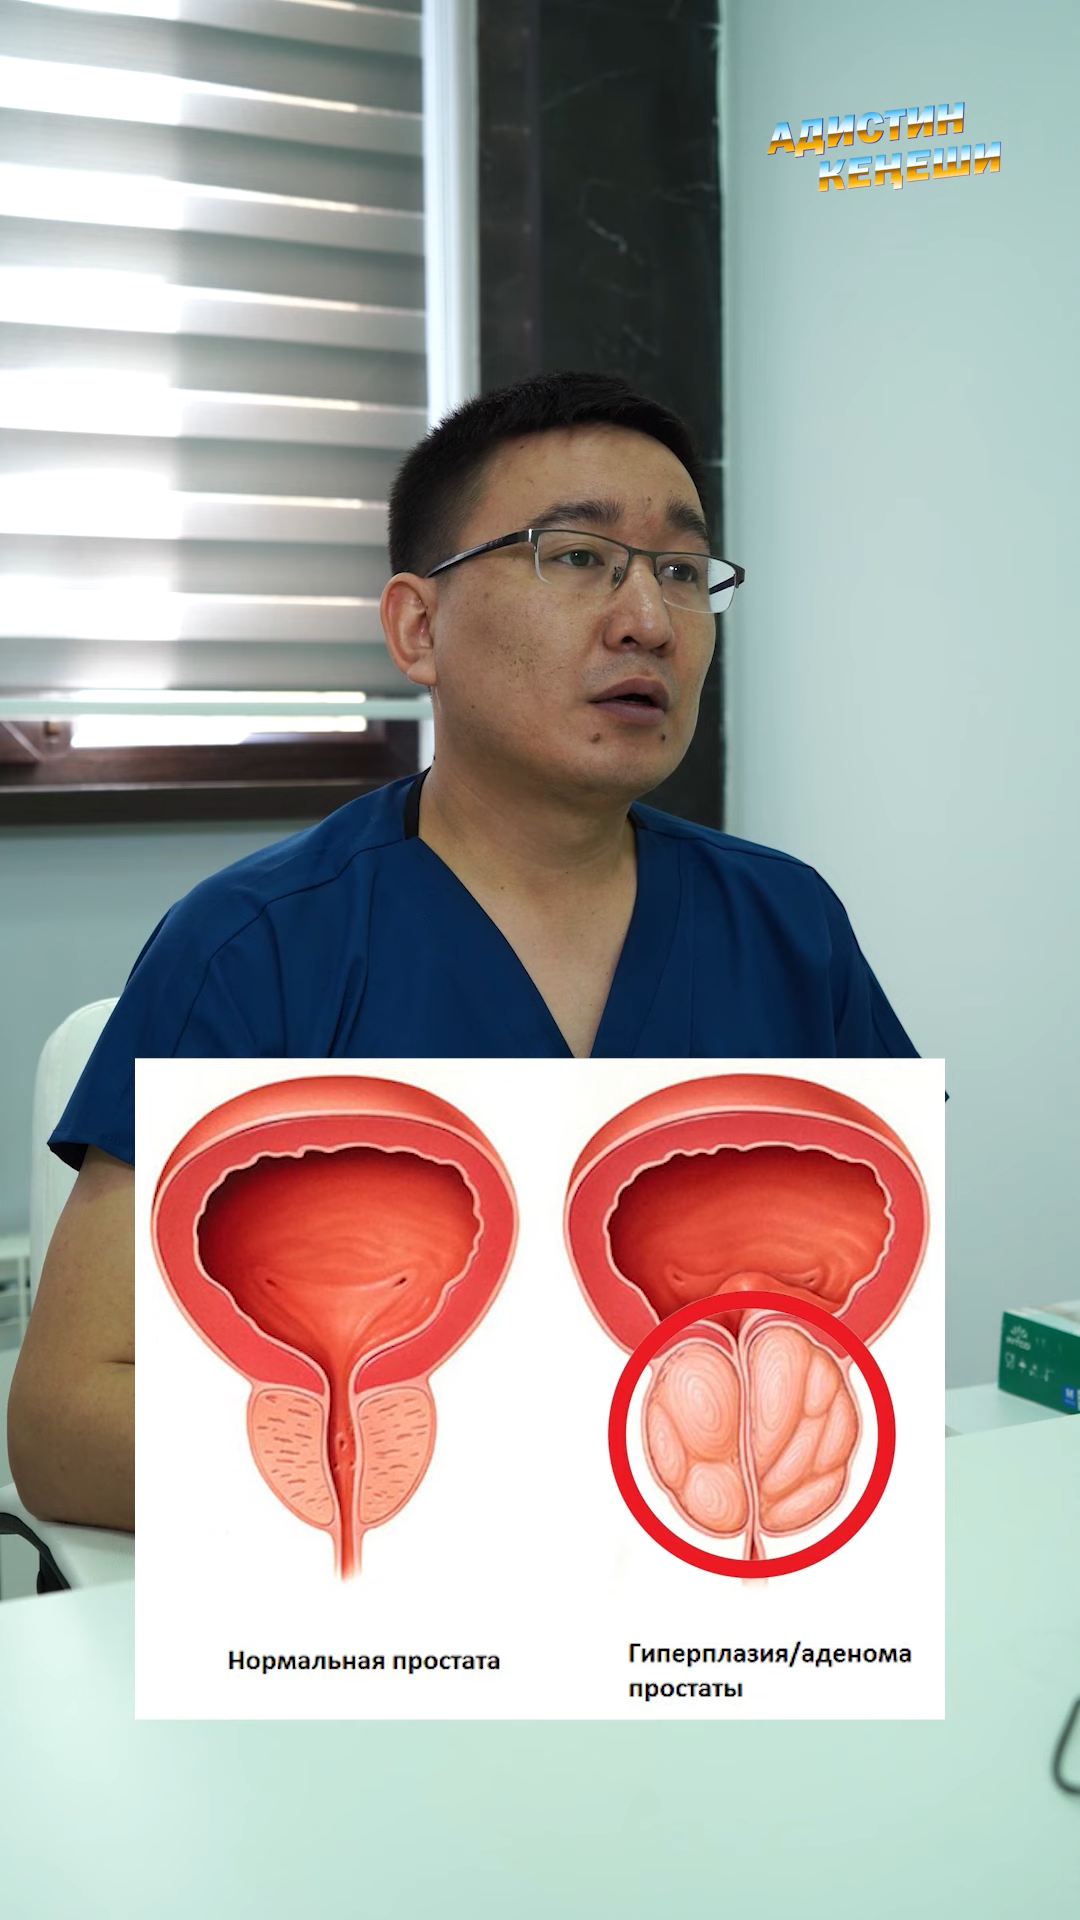 АДИСТИН
КЕҢЕШИ
Нормальная простата
Гиперплазия/аденома
простаты